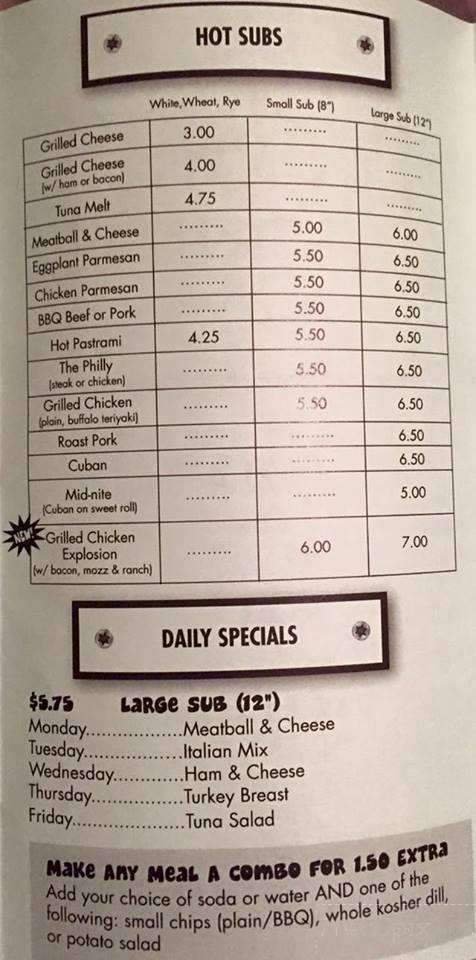 HOT SUBS
White, Wheat, Rye Small Sub (8") Large Sub (12")
Grilled Cheese 3.00 ......... .........
Grilled Cheese
(w/ ham or bacon) 4.00 ......... .........
Tuna Melt 4.75 ......... .........
Meatball & Cheese ......... 5.00 6.00
Eggplant Parmesan ......... 5.50 6.50
Chicken Parmesan ......... 5.50 6.50
BBQ Beef or Pork ......... 5.50 6.50
Hot Pastrami 4.25 5.50 6.50
The Philly
(steak or chicken) ......... 5.50 6.50
Grilled Chicken
(plain, buffalo teriyaki) ......... 5.50 6.50
Roast Pork ......... ......... 6.50
Cuban ......... ......... 6.50
Mid-nite
(Cuban on sweet roll) ......... ......... 5.00
NEW!
Grilled Chicken
Explosion
(w/ bacon, mozz & ranch) ......... 6.00 7.00
DAILY SPECIALS
$5.75 LARGE SUB (12")
Monday.................Meatball & Cheese
Tuesday.................Italian Mix
Wednesday............Ham & Cheese
Thursday...............Turkey Breast
Friday....................Tuna Salad
Make any Meal a combo for 1.50 extra
Add your choice of soda or water AND one of the
following: small chips (plain/BBQ), whole kosher dill,
or potato salad